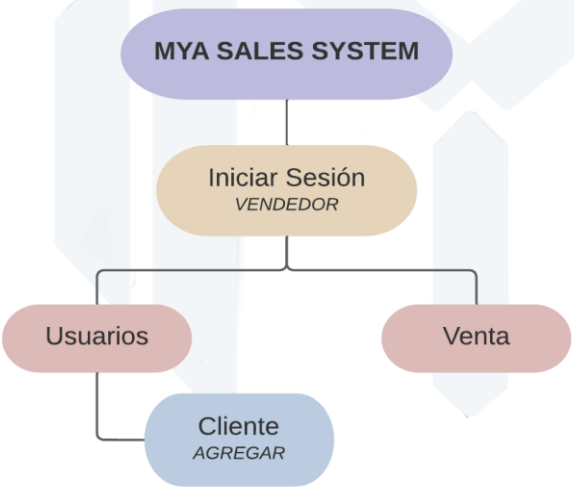 MYA SALES SYSTEM
Iniciar Sesión
VENDEDOR
Usuarios
Venta
Cliente
AGREGAR